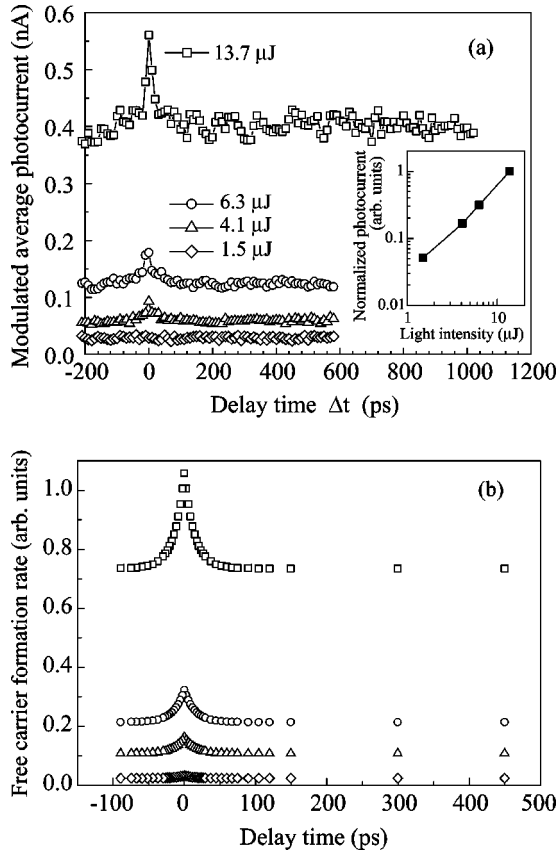 (a)
Modulated average photocurrent (nA)
0.6
0.5
0.4
0.3
0.2
0.1
0.0
13.7 μJ
6.3 μJ
4.1 μJ
1.5 μJ
Normalized photocurrent
(arb. units)
1
0.1
0.01
1
10
Light intensity (μJ)
-200
0
200
400
600
800
1000
1200
Delay time Δt (ps)
(b)
Free carrier formation rate (arb. units)
1.0
0.8
0.6
0.4
0.2
0.0
-100
0
100
200
300
400
500
Delay time (ps)